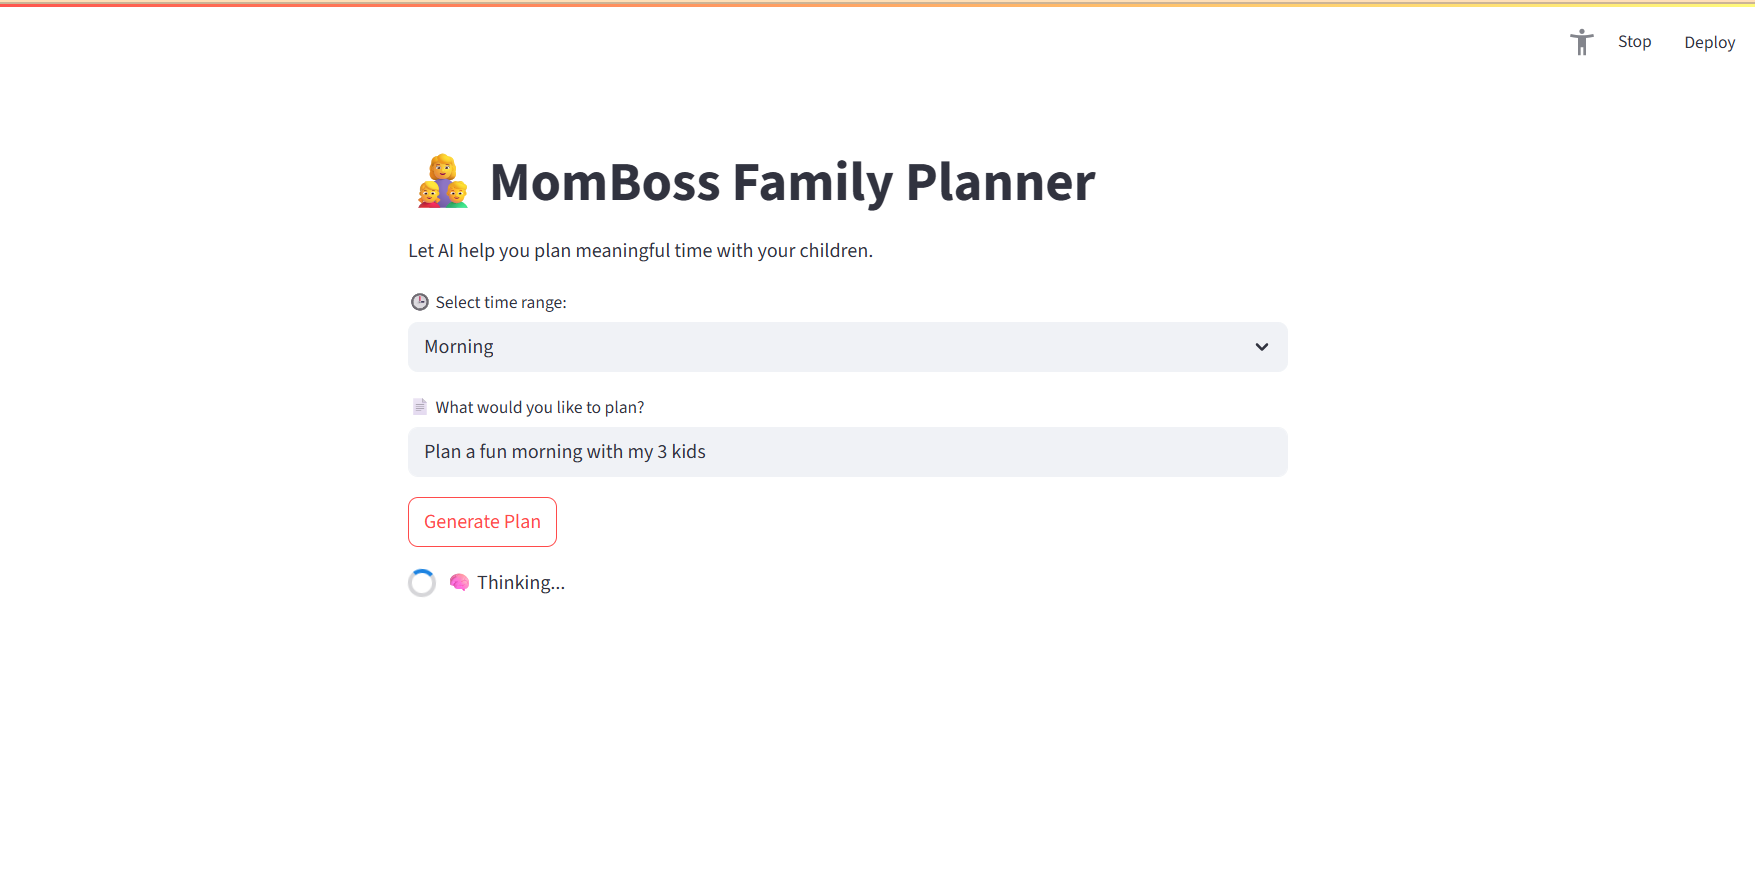 Stop Deploy
MomBoss Family Planner
Let AI help you plan meaningful time with your children.
Select time range:
Morning
What would you like to plan?
Plan a fun morning with my 3 kids
Generate Plan
Thinking...